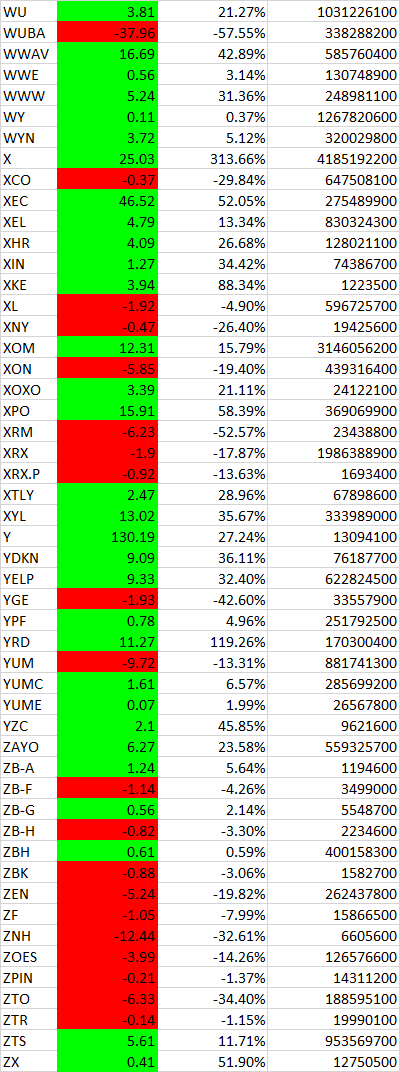 WU 3.81 21.27% 1031226100
WUBA -37.96 -57.55% 338288200
WWAV 16.69 42.89% 585760400
WWE 0.56 3.14% 130748900
WWW 5.24 31.36% 248981100
WY 0.11 0.37% 1267820600
WYN 3.72 5.12% 320029800
X 25.03 313.66% 4185192200
XCO -0.37 -29.84% 647508100
XEC 46.52 52.05% 275489900
XEL 4.79 13.34% 830324300
XHR 4.09 26.68% 128021100
XIN 1.27 34.42% 74386700
XKE 3.94 88.34% 1223500
XL -1.92 -4.90% 596725700
XNY -0.47 -26.40% 19425600
XOM 12.31 15.79% 3146056200
XON -5.85 -19.40% 439316400
XOXO 3.39 21.11% 24122100
XPO 15.91 58.39% 369069900
XRM -6.23 -52.57% 23438800
XRX -1.9 -17.87% 1986388900
XRX.P -0.92 -13.63% 1693400
XTLY 2.47 28.96% 67898600
XYL 13.02 35.67% 333989000
Y 130.19 27.24% 13094100
YDKN 9.09 36.11% 76187700
YELP 9.33 32.40% 622824500
YGE -1.93 -42.60% 33557900
YPF 0.78 4.96% 251792500
YRD 11.27 119.26% 170300400
YUM -9.72 -13.31% 881741300
YUMC 1.61 6.57% 285699200
YUME 0.07 1.99% 26567800
YZC 2.1 45.85% 9621600
ZAYO 6.27 23.58% 559325700
ZB-A 1.24 5.64% 1194600
ZB-F -1.14 -4.26% 3499000
ZB-G 0.56 2.14% 5548700
ZB-H -0.82 -3.30% 2234600
ZBH 0.61 0.59% 400158300
ZBK -0.88 -3.06% 1582700
ZEN -5.24 -19.82% 262437800
ZF -1.05 -7.99% 15866500
ZNH -12.44 -32.61% 6605600
ZOES -3.99 -14.26% 126576600
ZPIN -0.21 -1.37% 14311200
ZTO -6.33 -34.40% 188595100
ZTR -0.14 -1.15% 19990100
ZTS 5.61 11.71% 953569700
ZX 0.41 51.90% 12750500